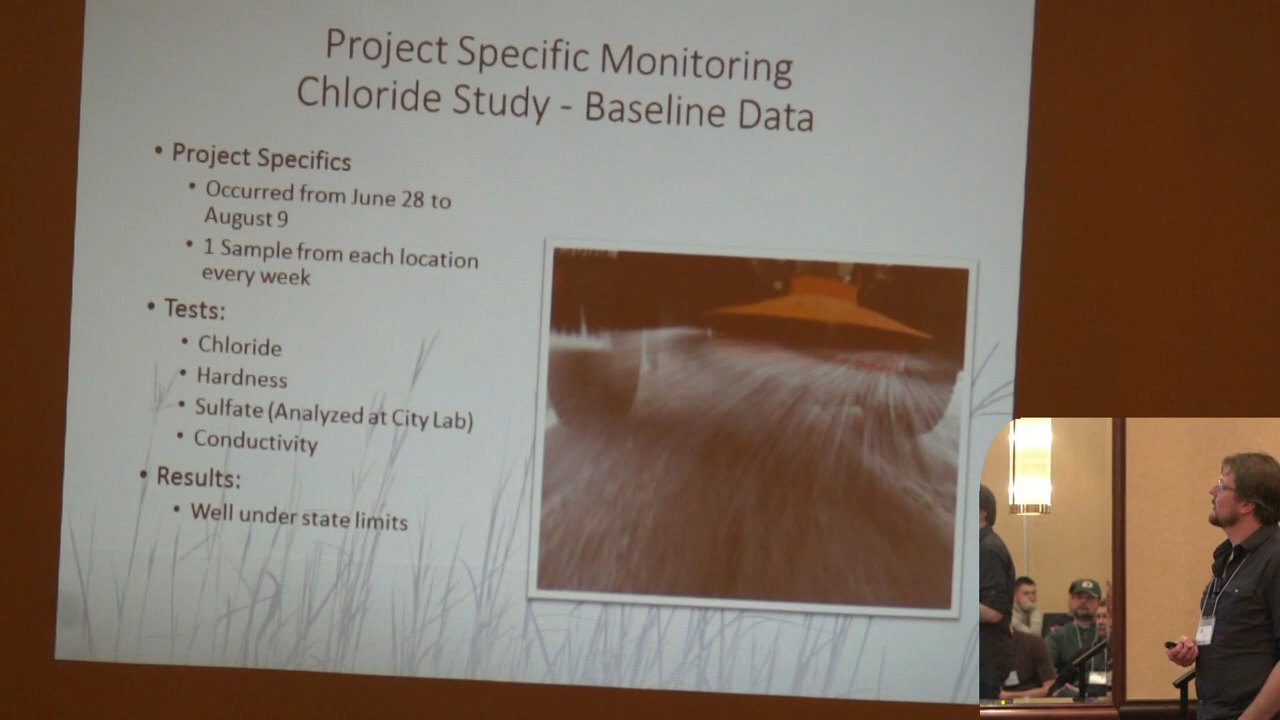 Project Specific Monitoring
Chloride Study - Baseline Data
• Project Specifics
• Occurred from June 28 to
August 9
• 1 Sample from each location
every week
• Tests:
• Chloride
• Hardness
• Sulfate (Analyzed at City Lab)
• Conductivity
• Results:
• Well under state limits